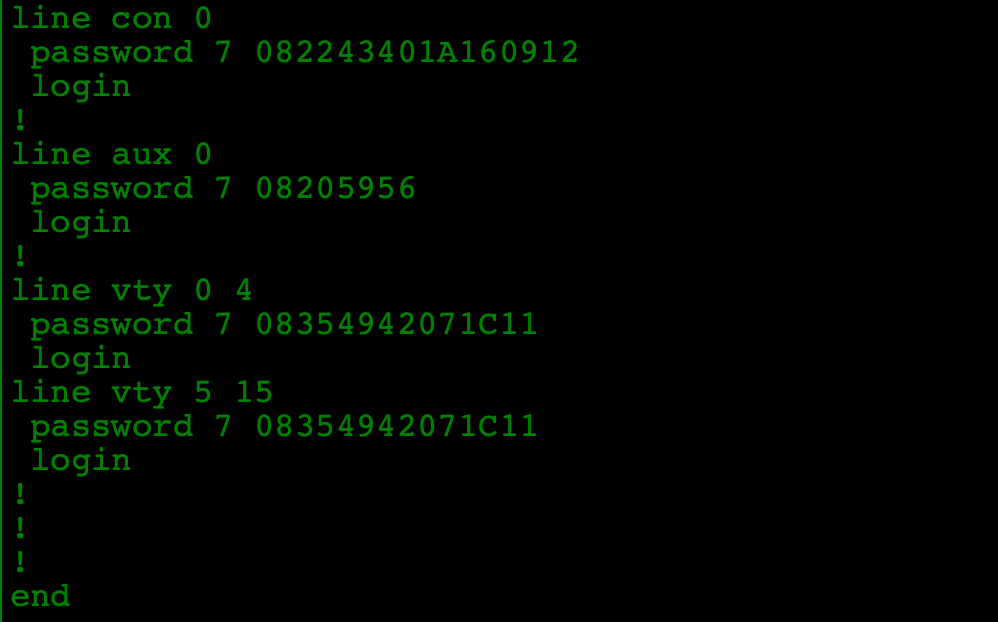 line con 0
 password 7 082243401A160912
 login
!
line aux 0
 password 7 08205956
 login
!
line vty 0 4
 password 7 08354942071C11
 login
line vty 5 15
 password 7 08354942071C11
 login
!
!
!
end